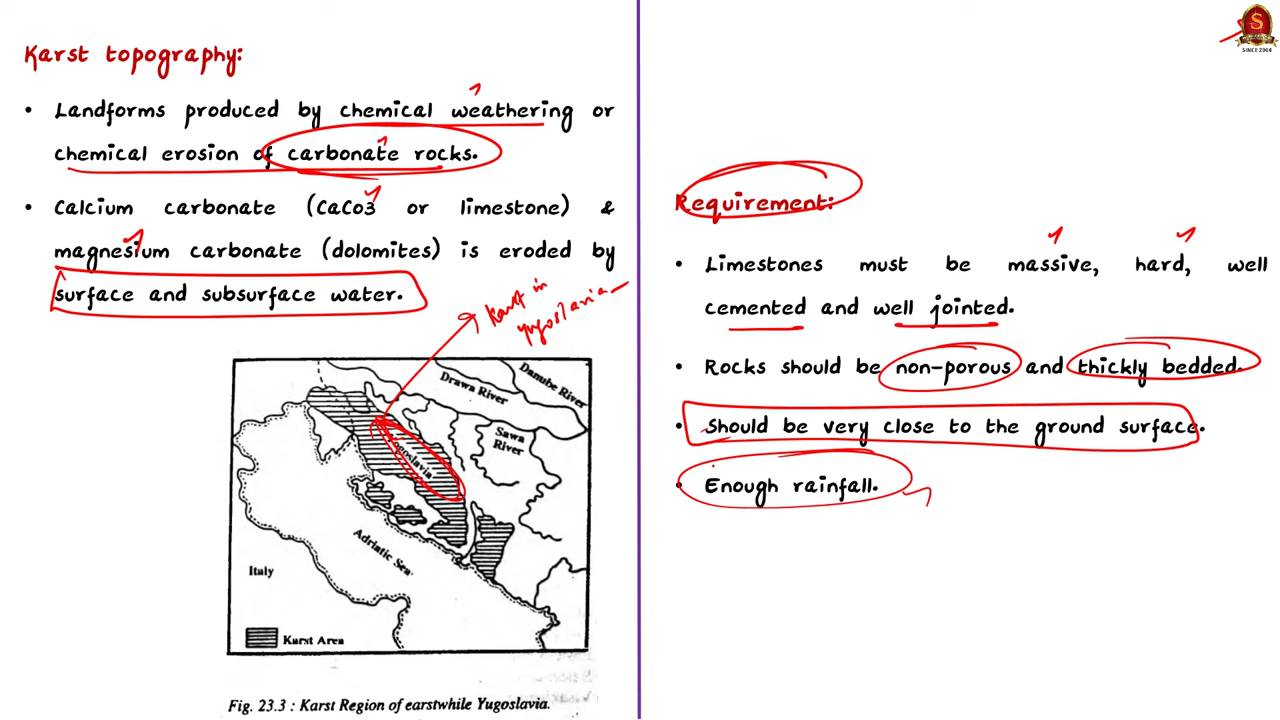 Karst topography:
• Landforms produced by chemical weathering or
chemical erosion of carbonate rocks.
• Calcium carbonate (CaCo3 or limestone) &
magnesium carbonate (dolomites) is eroded by
surface and subsurface water.
Karst in
Yugoslavia
Danube River
Drawa River
Sawa
River
Yugoslavia
Adriatic Sea
Italy
Karst Area
Fig. 23.3 : Karst Region of earstwhile Yugoslavia.
S
SINCE 2004
Requirement:
• Limestones must be massive, hard, well
cemented and well jointed.
• Rocks should be non-porous and thickly bedded.
• Should be very close to the ground surface.
• Enough rainfall.